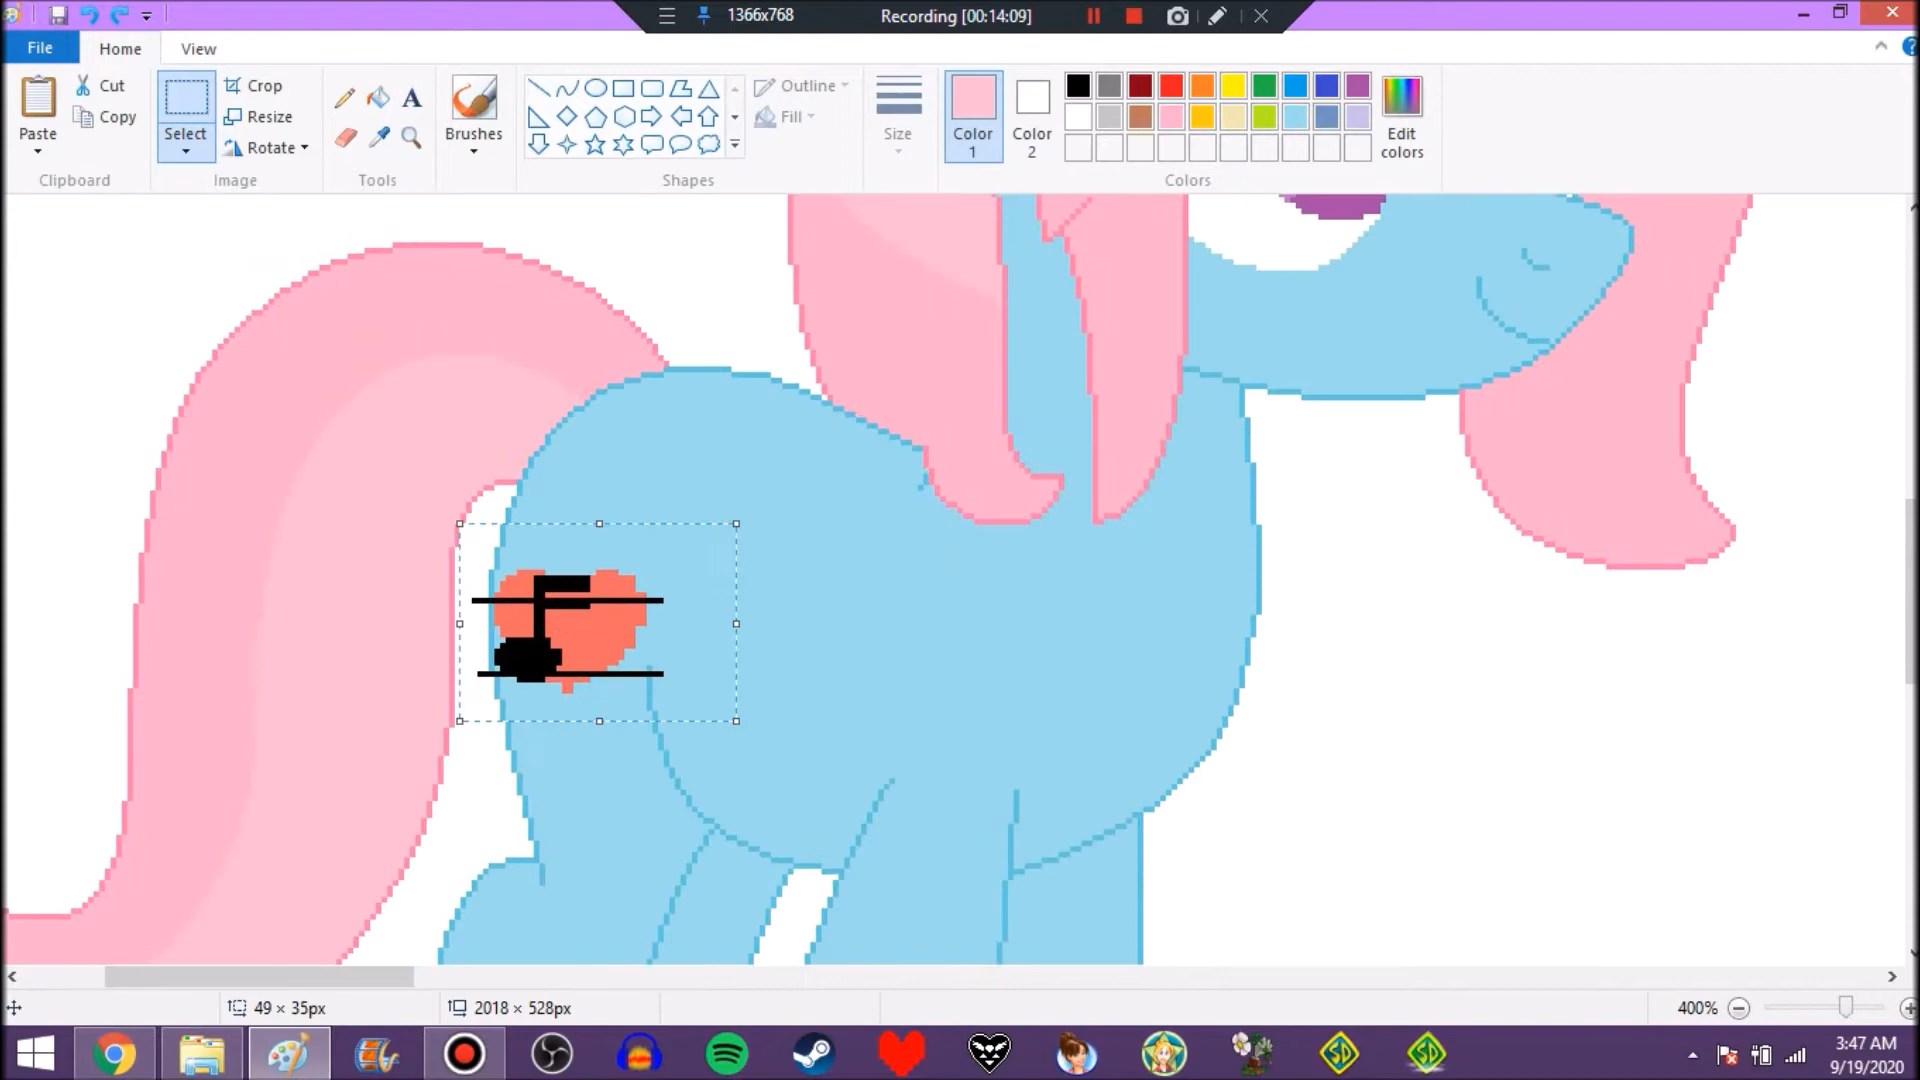 1366x768 Recording [00:14:09]
File Home View
Paste Cut Copy Clipboard
Select Crop Resize Rotate Image
A Tools
Brushes
Outline Fill Shapes
Size
Color 1 Color 2 Edit colors Colors
49 × 35px 2018 × 528px 400%
3:47 AM
9/19/2020